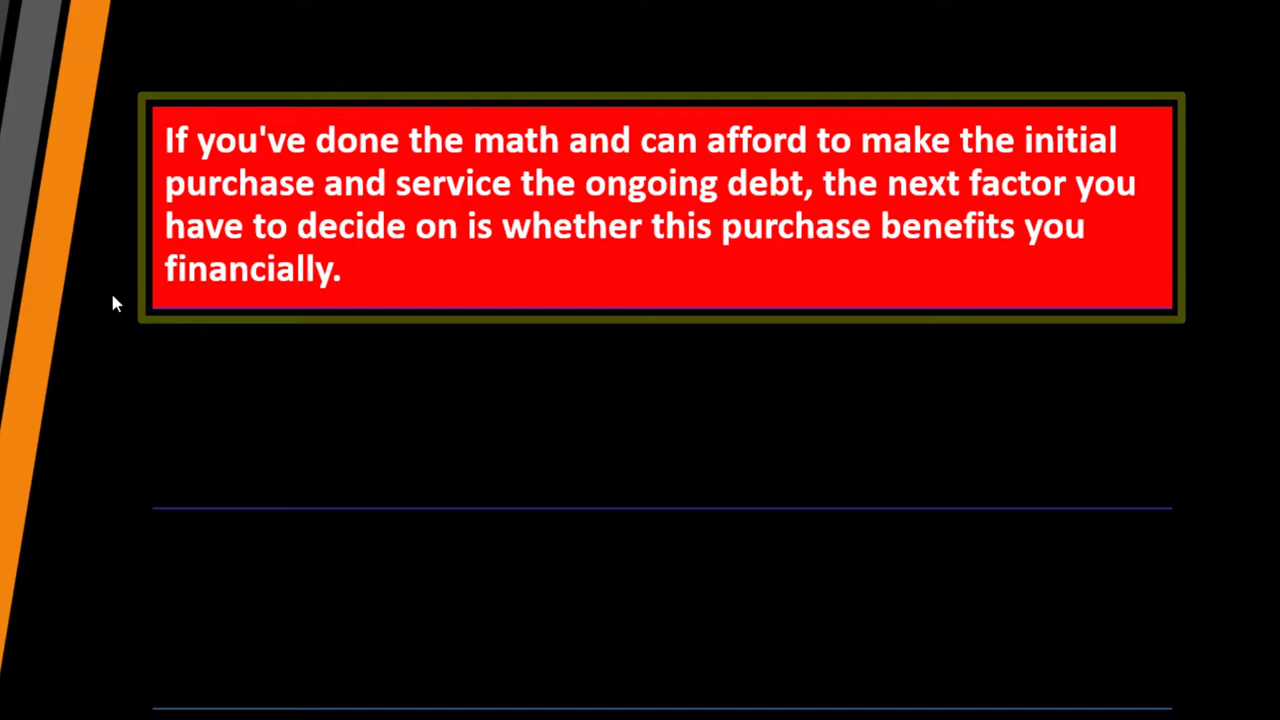 If you've done the math and can afford to make the initial
purchase and service the ongoing debt, the next factor you
have to decide on is whether this purchase benefits you
financially.